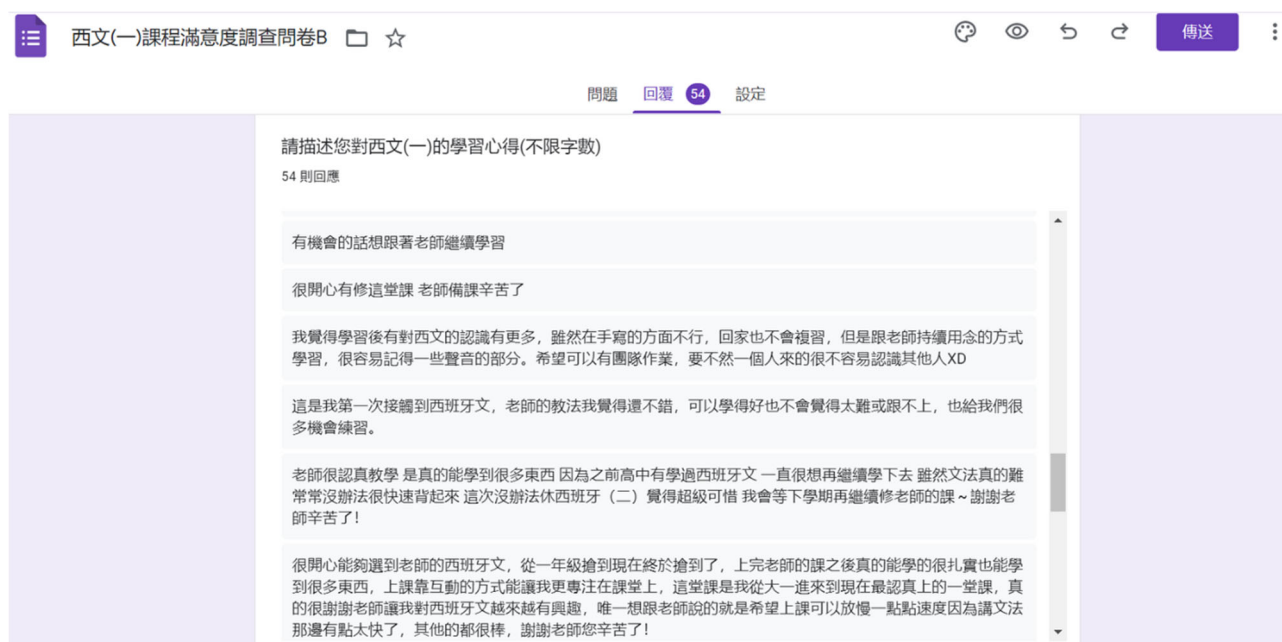 西文(一)課程滿意度調查問卷B
傳送
問題 回覆 54 設定
請描述您對西文(一)的學習心得(不限字數)
54 則回應
有機會的話想跟著老師繼續學習
很開心有修這堂課 老師備課辛苦了
我覺得學習後有對西文的認識有更多，雖然在手寫的方面不行，回家也不會複習，但是跟老師持續用念的方式
學習，很容易記得一些聲音的部分。希望可以有團隊作業，要不然一個人來的很不容易認識其他人XD
這是我第一次接觸到西班牙文，老師的教法我覺得還不錯，可以學得好也不會覺得太難或跟不上，也給我們很
多機會練習。
老師很認真教學 是真的能學到很多東西 因為之前高中有學過西班牙文 一直很想再繼續學下去 雖然文法真的難
常常沒辦法很快速背起來 這次沒辦法休西班牙（二）覺得超級可惜 我會等下學期再繼續修老師的課~謝謝老
師辛苦了!
很開心能夠選到老師的西班牙文，從一年級搶到現在終於搶到了，上完老師的課之後真的能學的很扎實也能學
到很多東西，上課靠互動的方式能讓我更專注在課堂上，這堂課是我從大一進來到現在最認真上的一堂課，真
的很謝謝老師讓我對西班牙文越來越有興趣，唯一想跟老師說的就是希望上課可以放慢一點點速度因為講文法
那邊有點太快了，其他的都很棒，謝謝老師您辛苦了!